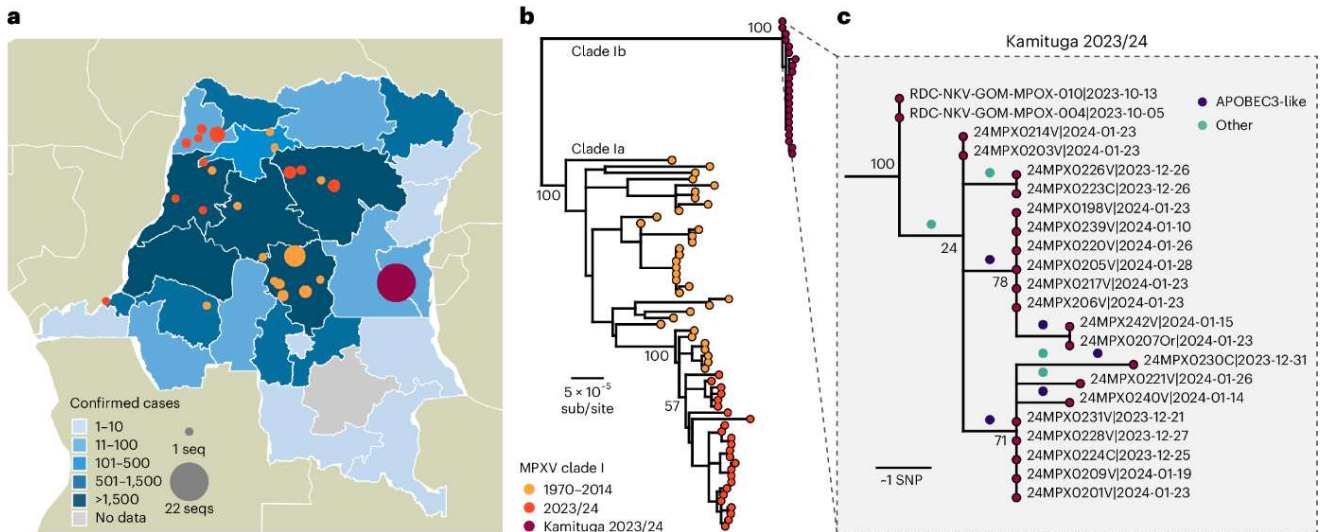 a
Confirmed cases
1–10
11–100
101–500
501–1,500
>1,500
No data
1 seq
22 seqs
b
100
Clade Ib
Clade Ia
100
100
57
5 × 10⁻⁵
sub/site
MPXV clade I
1970–2014
2023/24
Kamituga 2023/24
c
Kamituga 2023/24
APOBEC3-like
Other
RDC-NKV-GOM-MPOX-010|2023-10-13
RDC-NKV-GOM-MPOX-004|2023-10-05
24MPX0214V|2024-01-23
24MPX0203V|2024-01-23
100
24MPX0226V|2023-12-26
24MPX0223C|2023-12-26
24MPX0198V|2024-01-23
24MPX0239V|2024-01-10
24
24MPX0220V|2024-01-26
24MPX0205V|2024-01-28
78
24MPX0217V|2024-01-23
24MPX206V|2024-01-23
24MPX242V|2024-01-15
24MPX0207Or|2024-01-23
24MPX0230C|2023-12-31
24MPX0221V|2024-01-26
24MPX0240V|2024-01-14
24MPX0231V|2023-12-21
71
24MPX0228V|2023-12-27
24MPX0224C|2023-12-25
24MPX0209V|2024-01-19
24MPX0201V|2024-01-23
~1 SNP